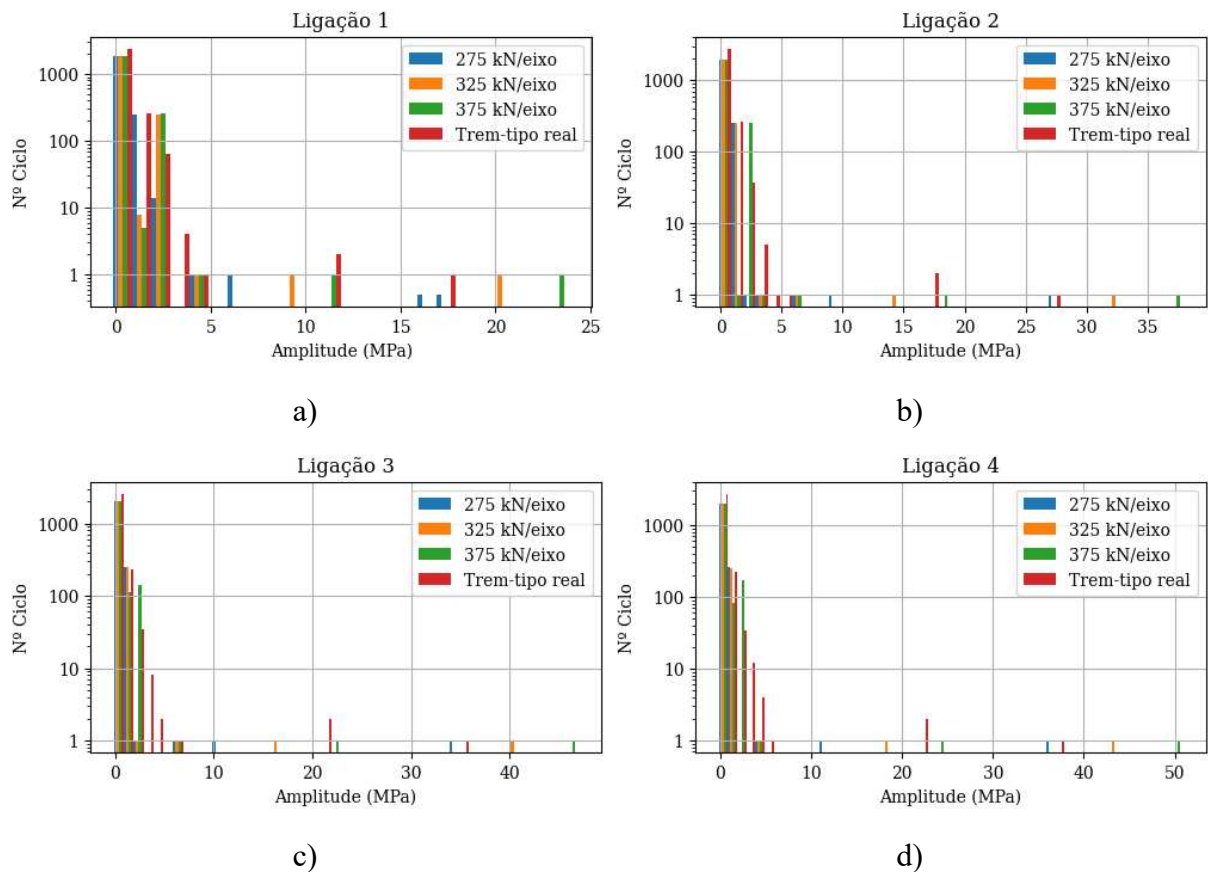 Ligação 1
1000
100
10
1
Nº Ciclo
0 5 10 15 20 25
Amplitude (MPa)
275 kN/eixo
325 kN/eixo
375 kN/eixo
Trem-tipo real
a)
Ligação 2
1000
100
10
1
Nº Ciclo
0 5 10 15 20 25 30 35
Amplitude (MPa)
275 kN/eixo
325 kN/eixo
375 kN/eixo
Trem-tipo real
b)
Ligação 3
1000
100
10
1
Nº Ciclo
0 10 20 30 40
Amplitude (MPa)
275 kN/eixo
325 kN/eixo
375 kN/eixo
Trem-tipo real
c)
Ligação 4
1000
100
10
1
Nº Ciclo
0 10 20 30 40 50
Amplitude (MPa)
275 kN/eixo
325 kN/eixo
375 kN/eixo
Trem-tipo real
d)